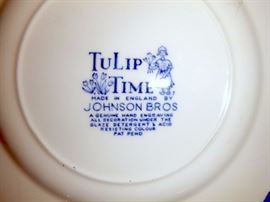 TULIP
TIME
MADE IN ENGLAND BY
JOHNSON BROS
A GENUINE HAND ENGRAVING
ALL DECORATION UNDER THE
GLAZE DETERGENT & ACID
RESISTING COLOUR
PAT PEND